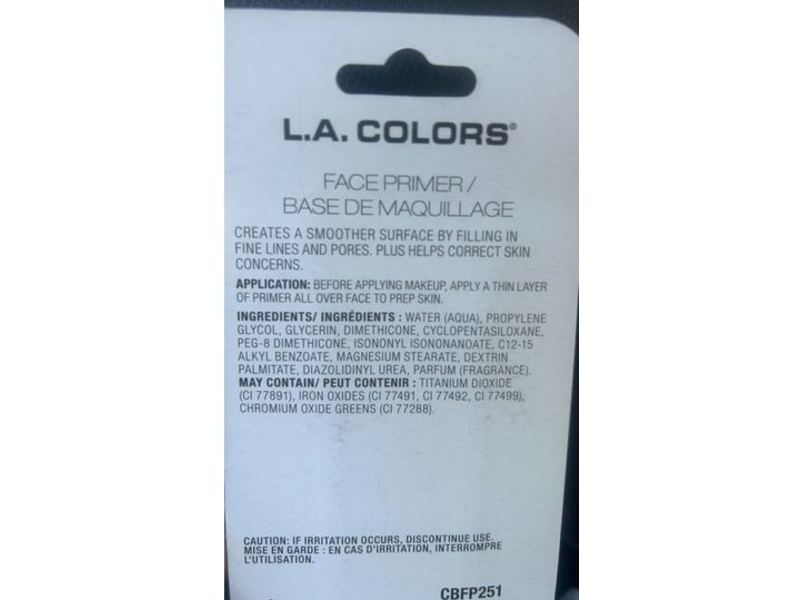 L.A. COLORS®
FACE PRIMER /
BASE DE MAQUILLAGE
CREATES A SMOOTHER SURFACE BY FILLING IN
FINE LINES AND PORES. PLUS HELPS CORRECT SKIN
CONCERNS.
APPLICATION: BEFORE APPLYING MAKEUP, APPLY A THIN LAYER
OF PRIMER ALL OVER FACE TO PREP SKIN.
INGREDIENTS/ INGRÉDIENTS : WATER (AQUA), PROPYLENE
GLYCOL, GLYCERIN, DIMETHICONE, CYCLOPENTASILOXANE,
PEG-8 DIMETHICONE, ISONONYL ISONONANOATE, C12-15
ALKYL BENZOATE, MAGNESIUM STEARATE, DEXTRIN
PALMITATE, DIAZOLIDINYL UREA, PARFUM (FRAGRANCE).
MAY CONTAIN/ PEUT CONTENIR : TITANIUM DIOXIDE
(CI 77891), IRON OXIDES (CI 77491, CI 77492, CI 77499),
CHROMIUM OXIDE GREENS (CI 77288).
CAUTION: IF IRRITATION OCCURS, DISCONTINUE USE.
MISE EN GARDE : EN CAS D'IRRITATION, INTERROMPRE
L'UTILISATION.
CBFP251